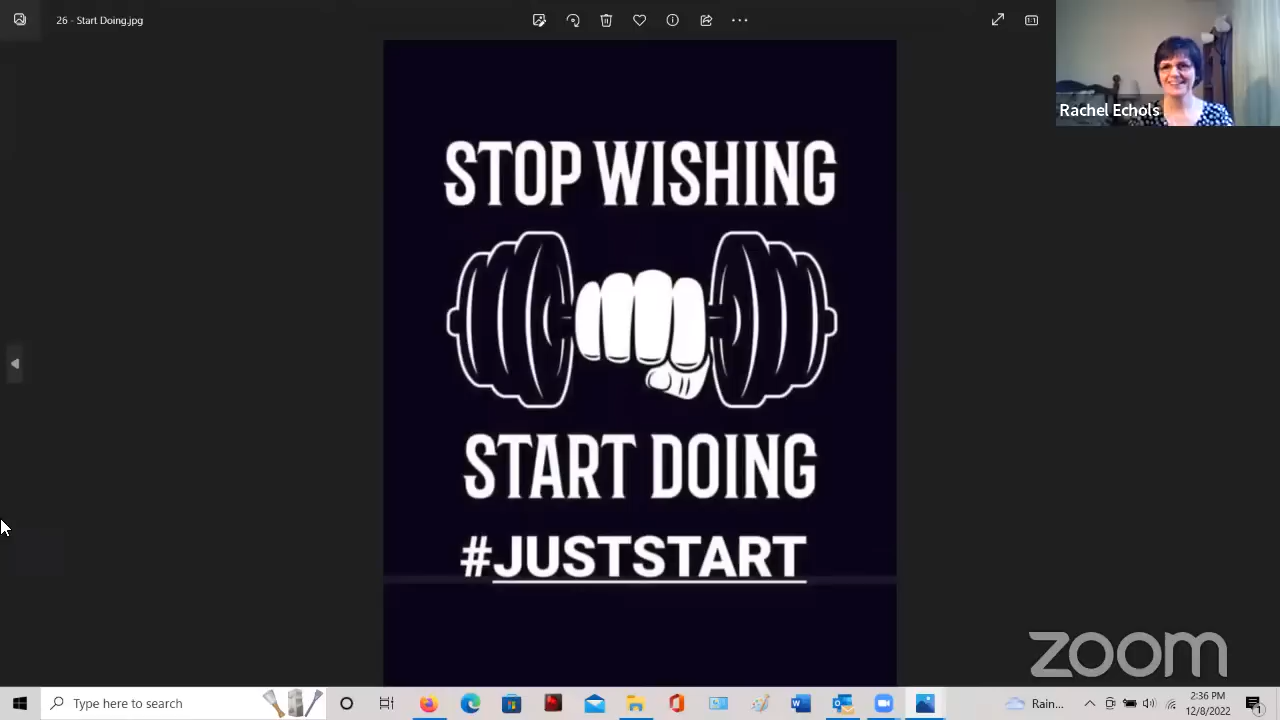 26 - Start Doing.jpg
Rachel Echols
STOP WISHING
START DOING
#JUSTSTART
zoom
Type here to search
Rain...
2:36 PM
12/8/2022